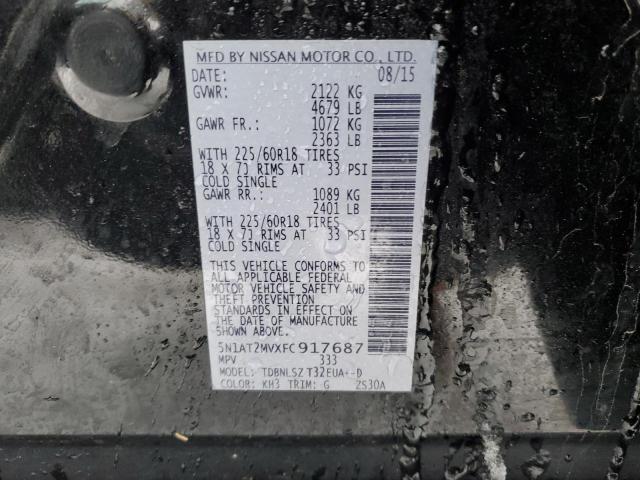 MFD BY NISSAN MOTOR CO., LTD.
DATE: 08/15
GVWR: 2122 KG
4679 LB
GAWR FR.: 1072 KG
2363 LB
WITH 225/60R18 TIRES
18 X 7J RIMS AT 33 PSI
COLD SINGLE
GAWR RR.: 1089 KG
2401 LB
WITH 225/60R18 TIRES
18 X 7J RIMS AT 33 PSI
COLD SINGLE
THIS VEHICLE CONFORMS TO
ALL APPLICABLE FEDERAL
MOTOR VEHICLE SAFETY AND
THEFT PREVENTION
STANDARDS IN EFFECT ON THE
DATE OF MANUFACTURE
SHOWN ABOVE.
5N1AT2MVXFC917687
MPV 333
MODEL: TDBNLSZ T32EUA--D
COLOR: KH3 TRIM: G ZS30A